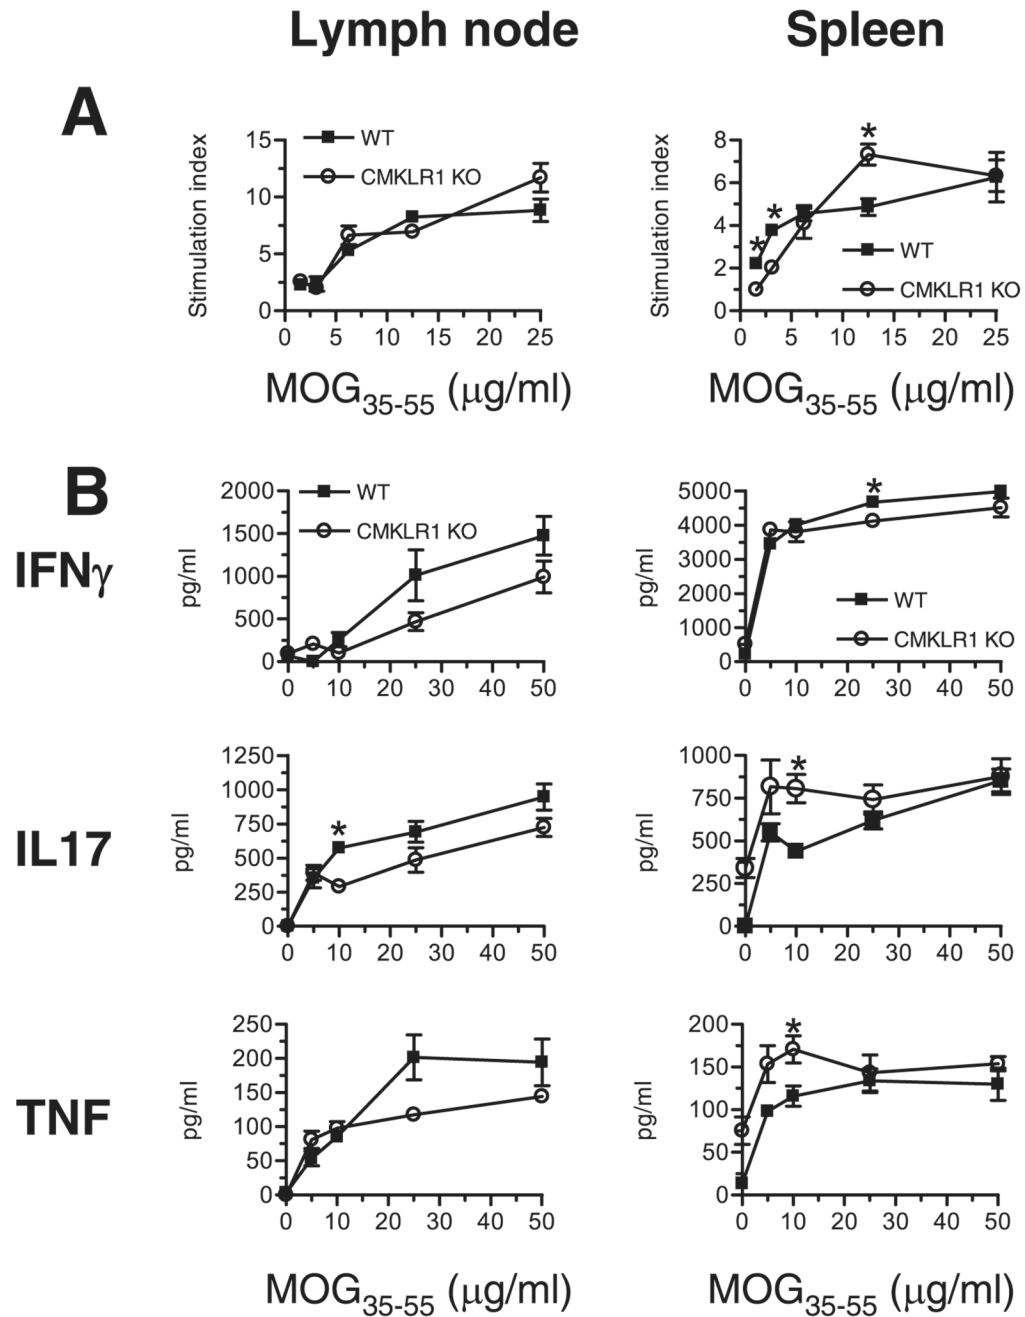 Lymph node
Spleen
A
Stimulation index
15
10
5
0
WT
CMKLR1 KO
0 5 10 15 20 25
MOG35-55 (μg/ml)
Stimulation index
8
6
4
2
0
*
*
*
WT
CMKLR1 KO
0 5 10 15 20 25
MOG35-55 (μg/ml)
B
IFNγ
pg/ml
2000
1500
1000
500
0
WT
CMKLR1 KO
0 10 20 30 40 50
pg/ml
5000
4000
3000
2000
1000
0
*
WT
CMKLR1 KO
0 10 20 30 40 50
IL17
pg/ml
1250
1000
750
500
250
0
*
0 10 20 30 40 50
pg/ml
1000
750
500
250
0
*
0 10 20 30 40 50
TNF
pg/ml
250
200
150
100
50
0
0 10 20 30 40 50
MOG35-55 (μg/ml)
pg/ml
200
150
100
50
0
*
0 10 20 30 40 50
MOG35-55 (μg/ml)